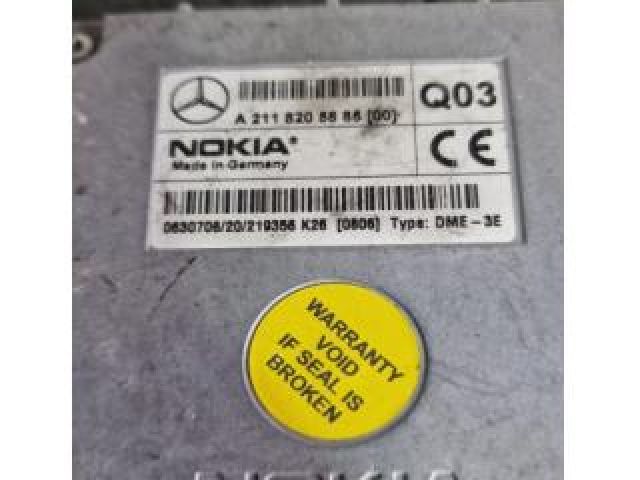 Q03
A 211 820 88 85 [00]
NOKIA
Made in Germany
CE
0630706/20/219356 K26 [0606] Type: DME-3E
WARRANTY
VOID
IF SEAL IS
BROKEN